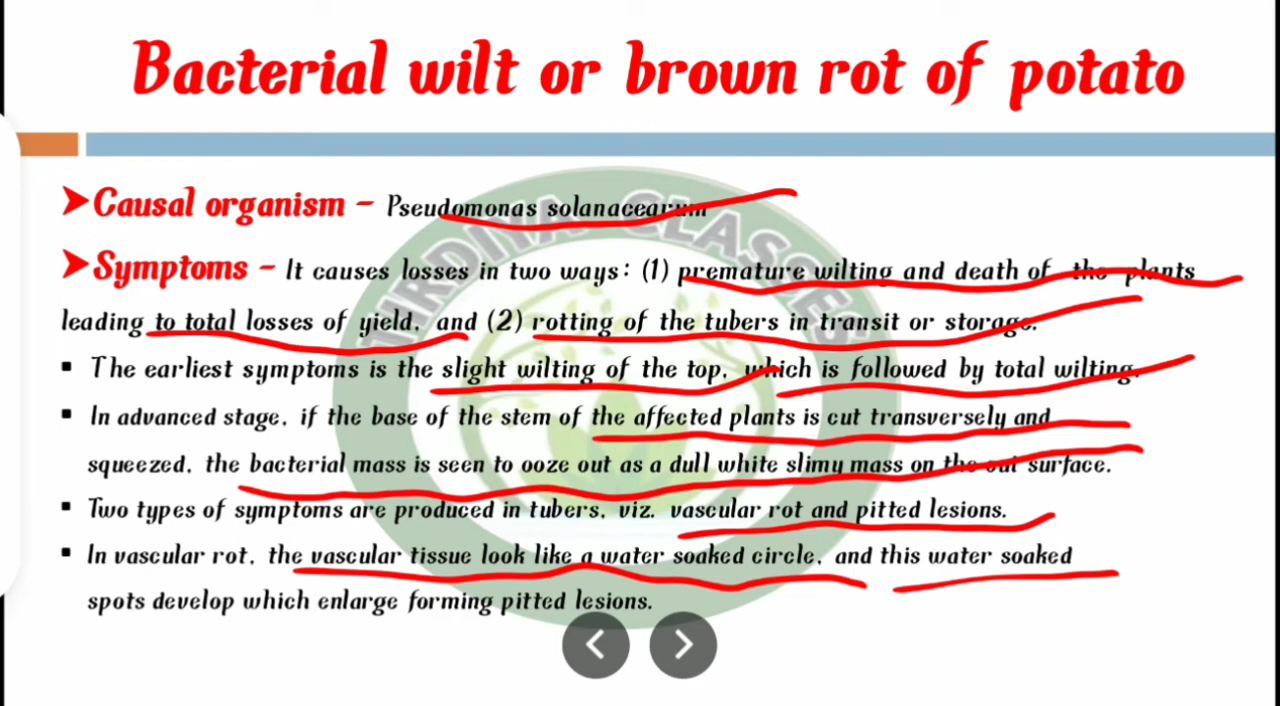 Bacterial wilt or brown rot of potato
➤Causal organism – Pseudomonas solanacearum
➤Symptoms – It causes losses in two ways: (1) premature wilting and death of the plants
leading to total losses of yield, and (2) rotting of the tubers in transit or storage.
▪ The earliest symptoms is the slight wilting of the top, which is followed by total wilting.
▪ In advanced stage, if the base of the stem of the affected plants is cut transversely and
squeezed, the bacterial mass is seen to ooze out as a dull white slimy mass on the cut surface.
▪ Two types of symptoms are produced in tubers, viz. vascular rot and pitted lesions.
▪ In vascular rot, the vascular tissue look like a water soaked circle, and this water soaked
spots develop which enlarge forming pitted lesions.
CLASSES